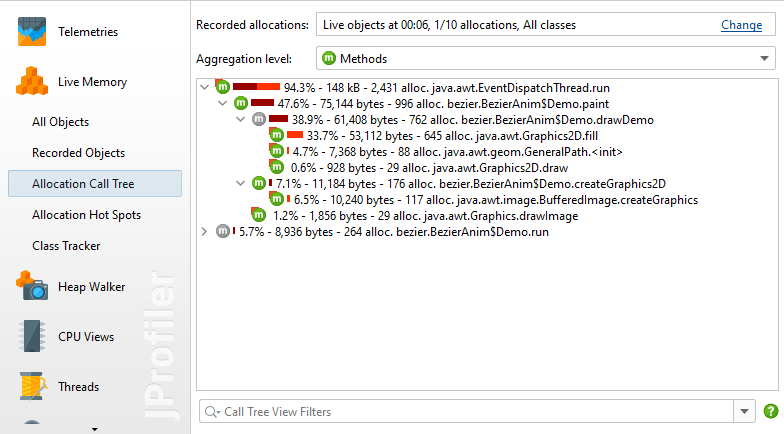 Telemetries
Live Memory
All Objects
Recorded Objects
Allocation Call Tree
Allocation Hot Spots
Class Tracker
Heap Walker
CPU Views
Threads
JProfiler
Recorded allocations: Live objects at 00:06, 1/10 allocations, All classes Change
Aggregation level: m Methods
m 94.3% - 148 kB - 2,431 alloc. java.awt.EventDispatchThread.run
m 47.6% - 75,144 bytes - 996 alloc. bezier.BezierAnim$Demo.paint
m 38.9% - 61,408 bytes - 762 alloc. bezier.BezierAnim$Demo.drawDemo
m 33.7% - 53,112 bytes - 645 alloc. java.awt.Graphics2D.fill
m 4.7% - 7,368 bytes - 88 alloc. java.awt.geom.GeneralPath.<init>
m 0.6% - 928 bytes - 29 alloc. java.awt.Graphics2D.draw
m 7.1% - 11,184 bytes - 176 alloc. bezier.BezierAnim$Demo.createGraphics2D
m 6.5% - 10,240 bytes - 117 alloc. java.awt.image.BufferedImage.createGraphics
m 1.2% - 1,856 bytes - 29 alloc. java.awt.Graphics.drawImage
m 5.7% - 8,936 bytes - 264 alloc. bezier.BezierAnim$Demo.run
Call Tree View Filters ?